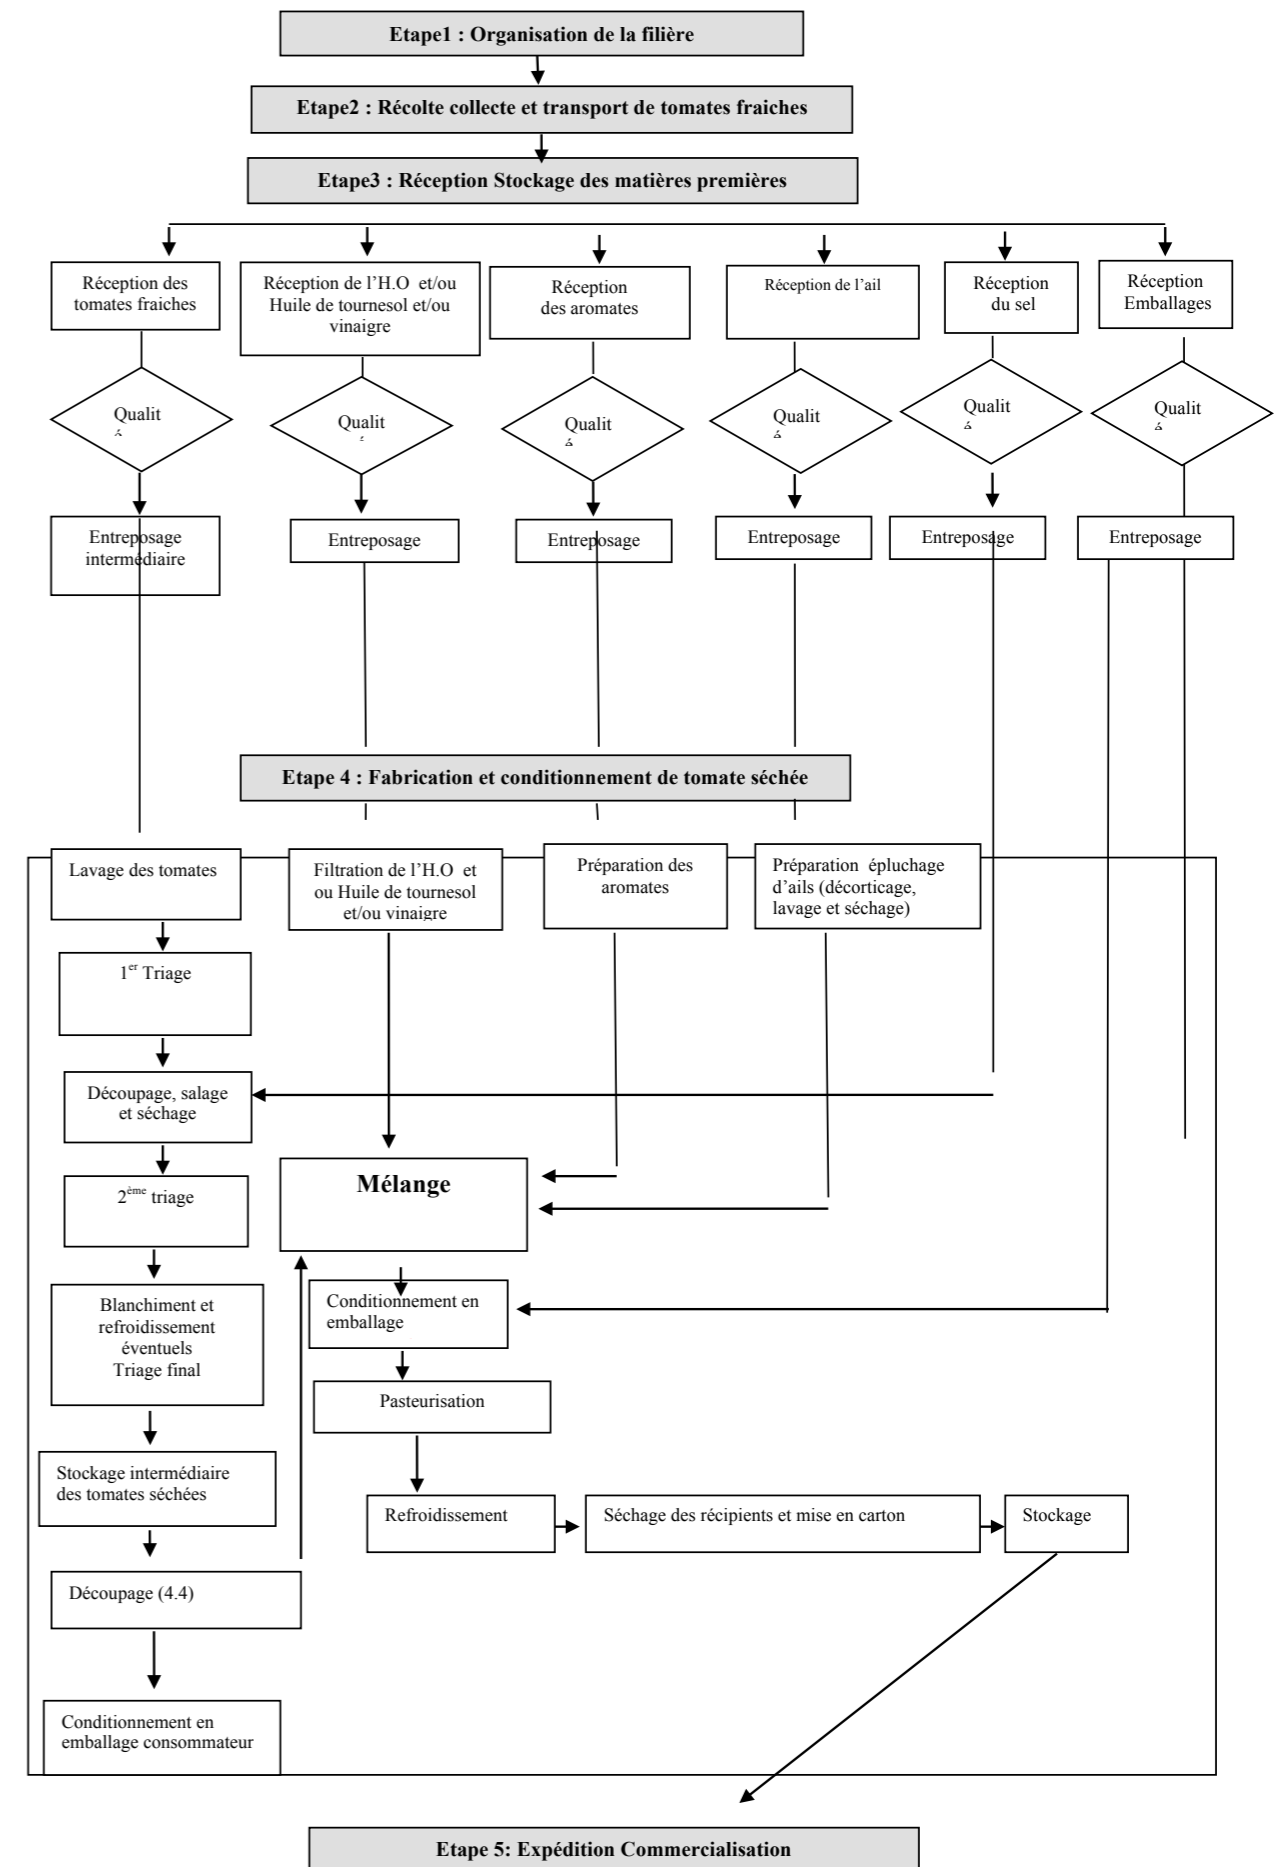 Etape1 : Organisation de la filière
Etape2 : Récolte collecte et transport de tomates fraiches
Etape3 : Réception Stockage des matières premières
Réception des
tomates fraiches
Réception de l’H.O et/ou
Huile de tournesol et/ou
vinaigre
Réception
des aromates
Réception de l’ail
Réception
du sel
Réception
Emballages
Qualit
é
Qualit
é
Qualit
é
Qualit
é
Qualit
é
Qualit
é
Entreposage
intermédiaire
Entreposage
Entreposage
Entreposage
Entreposage
Entreposage
Etape 4 : Fabrication et conditionnement de tomate séchée
Lavage des tomates
Filtration de l’H.O et
ou Huile de tournesol
et/ou vinaigre
Préparation des
aromates
Préparation épluchage
d’ails (décorticage,
lavage et séchage)
1er Triage
Découpage, salage
et séchage
2ème triage
Mélange
Blanchiment et
refroidissement
éventuels
Triage final
Conditionnement en
emballage
Pasteurisation
Stockage intermédiaire
des tomates séchées
Refroidissement
Séchage des récipients et mise en carton
Stockage
Découpage (4.4)
Conditionnement en
emballage consommateur
Etape 5: Expédition Commercialisation